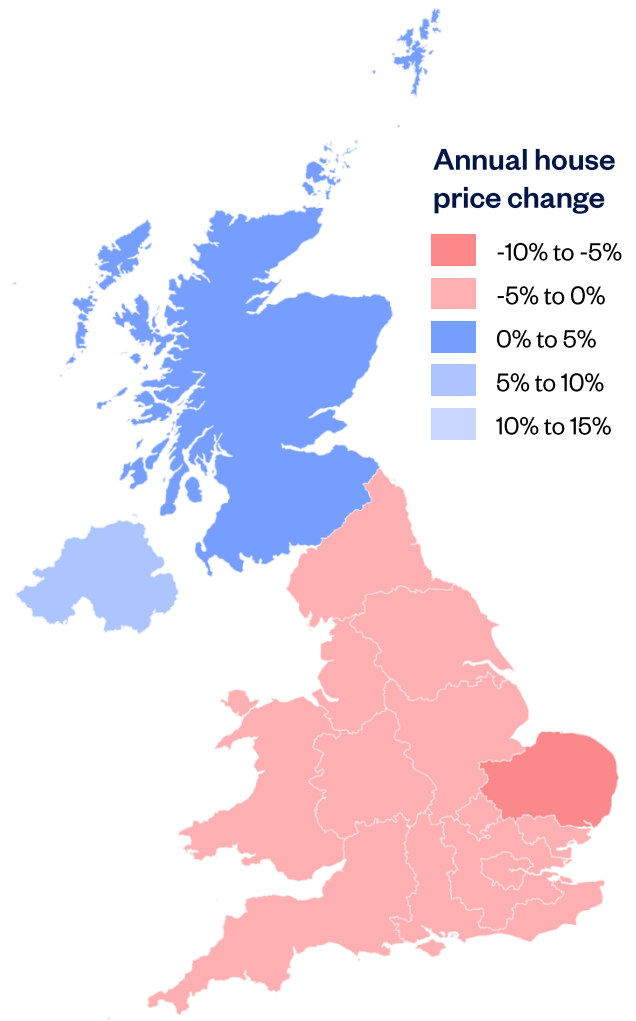 Annual house
price change
-10% to -5%
-5% to 0%
0% to 5%
5% to 10%
10% to 15%